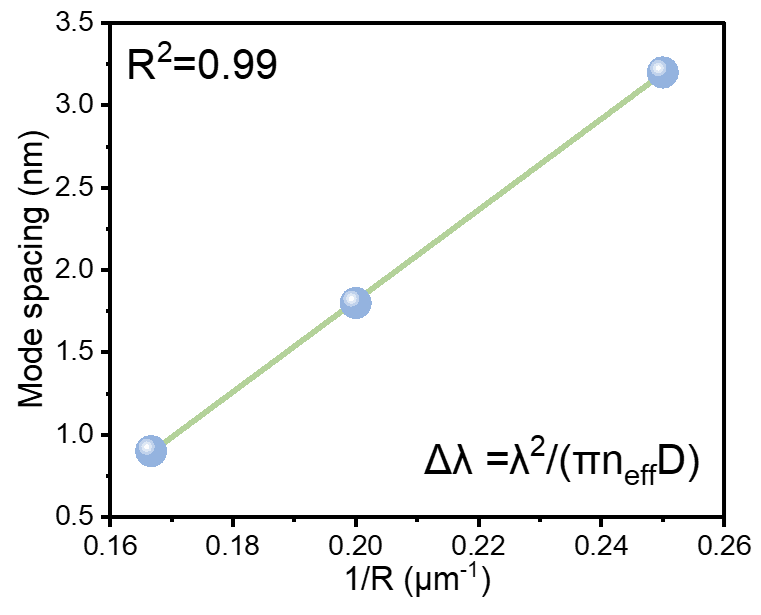 R²=0.99
3.5
3.0
2.5
2.0
1.5
1.0
0.5
Mode spacing (nm)
Δλ =λ²/(πn_effD)
0.16 0.18 0.20 0.22 0.24 0.26
1/R (μm⁻¹)